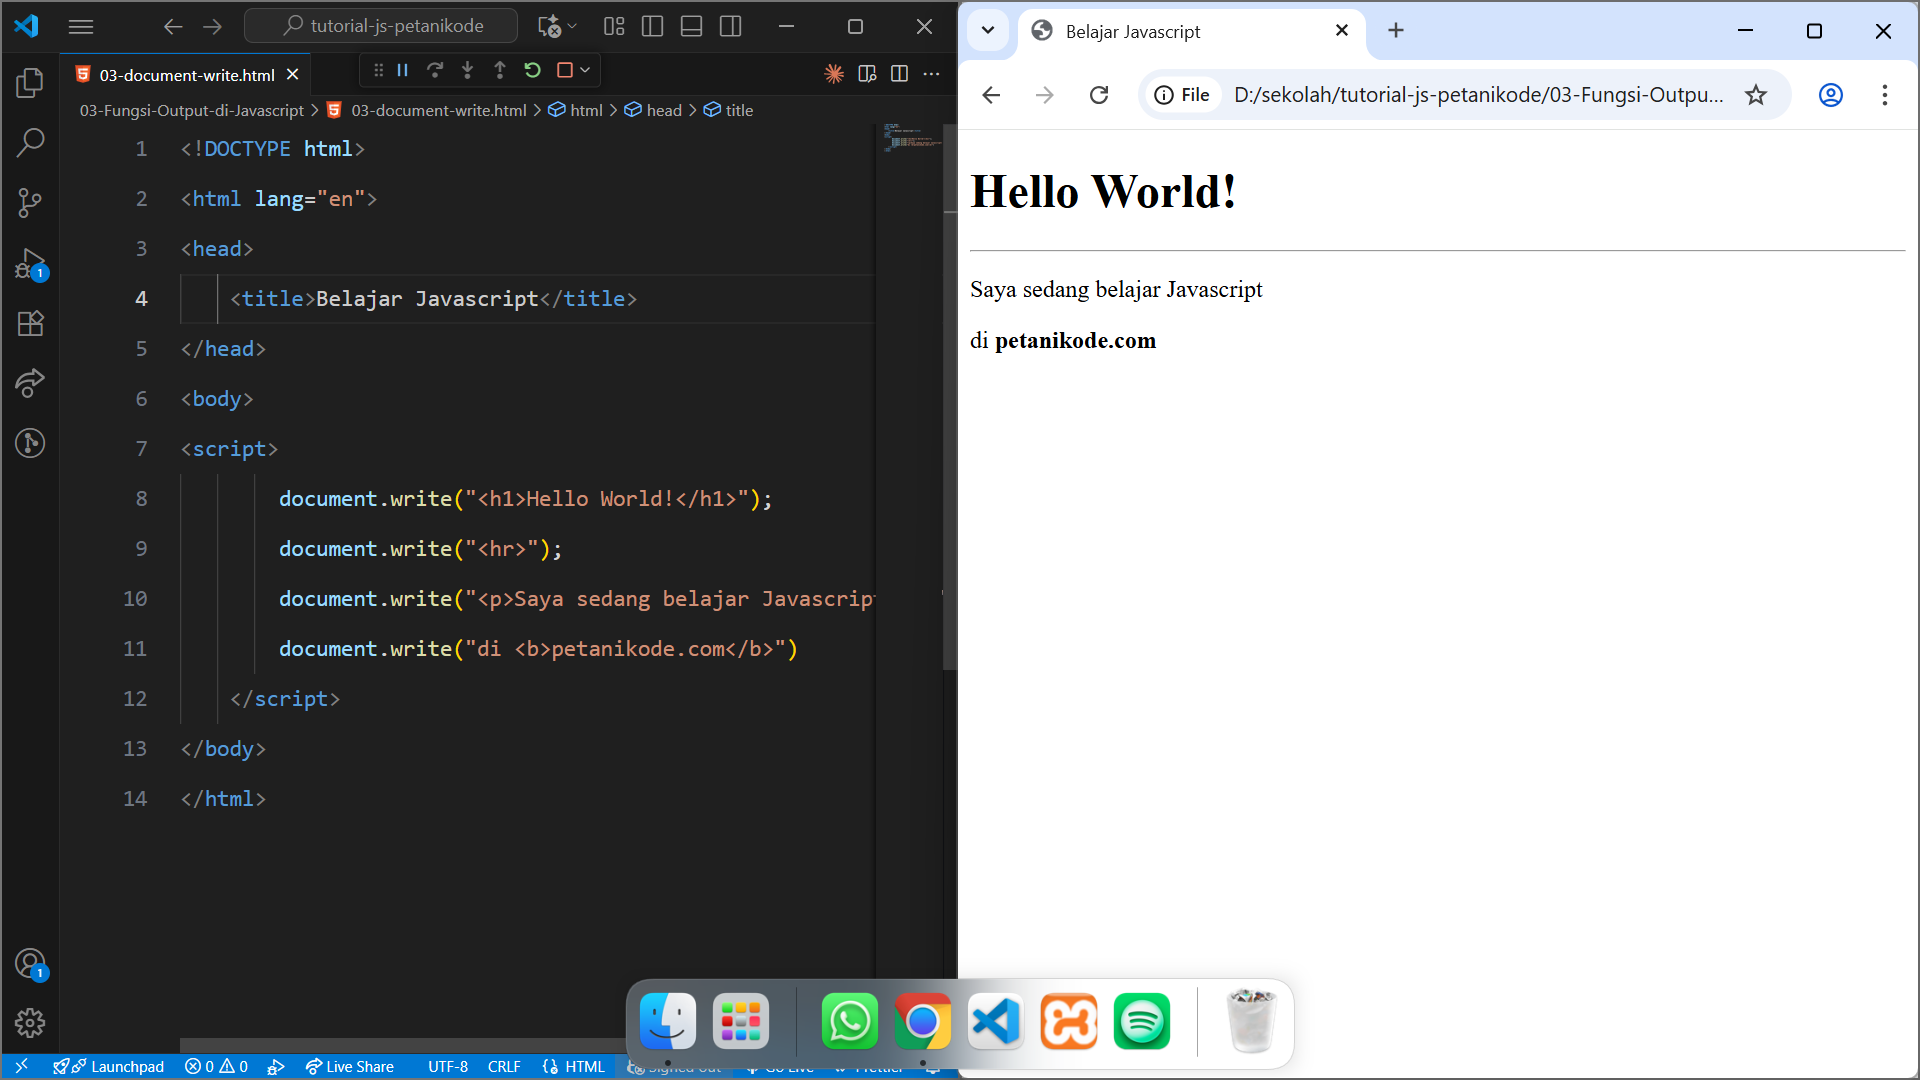 tutorial-js-petanikode
03-document-write.html
03-Fungsi-Output-di-Javascript > 03-document-write.html > html > head > title
1 <!DOCTYPE html>
2 <html lang="en">
3 <head>
4 <title>Belajar Javascript</title>
5 </head>
6 <body>
7 <script>
8 document.write("<h1>Hello World!</h1>");
9 document.write("<hr>");
10 document.write("<p>Saya sedang belajar Javascript
11 document.write("di <b>petanikode.com</b>")
12 </script>
13 </body>
14 </html>
1
1
Launchpad 0 0 Live Share UTF-8 CRLF HTML Signed out Go Live Prettier
Belajar Javascript
File D:/sekolah/tutorial-js-petanikode/03-Fungsi-Outpu...
Hello World!
Saya sedang belajar Javascript
di petanikode.com